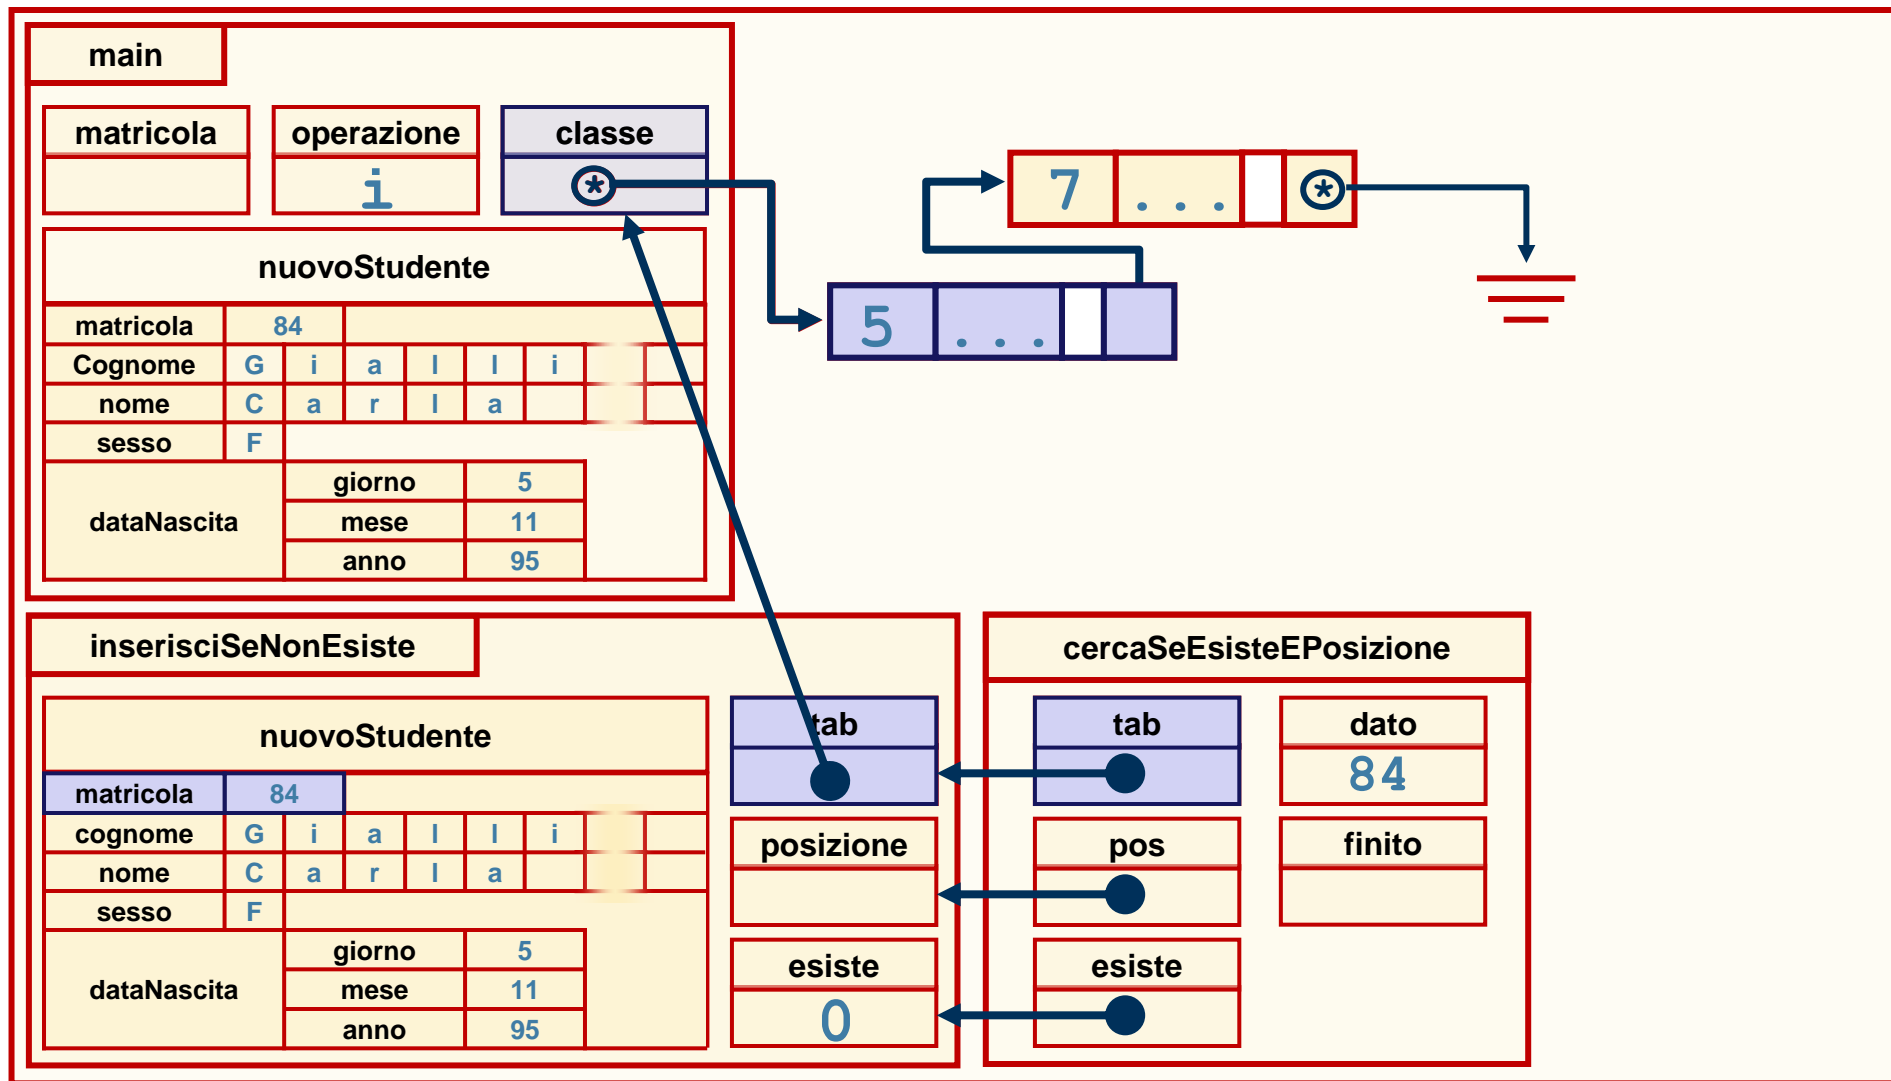 main
matricola operazione classe
i *
7 . . . *
nuovoStudente
5 . . .
matricola 84
Cognome G i a l l i
nome C a r l a
sesso F
dataNascita
giorno 5
mese 11
anno 95
inserisciSeNonEsiste
nuovoStudente
matricola 84
cognome G i a l l i
nome C a r l a
sesso F
dataNascita
giorno 5
mese 11
anno 95
tab
posizione
esiste
0
cercaSeEsisteEPosizione
tab dato
84
pos finito
esiste